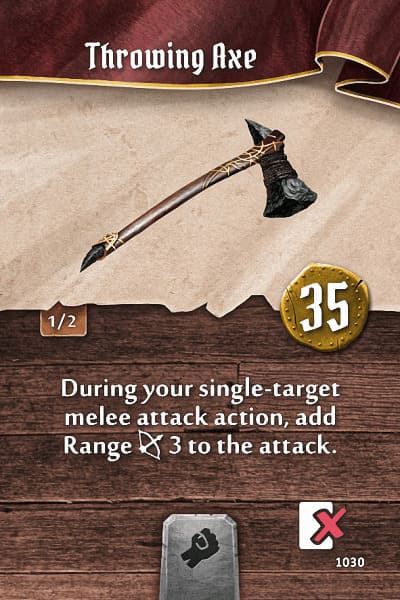 Throwing Axe
1/2
35
During your single-target
melee attack action, add
Range 3 to the attack.
1030